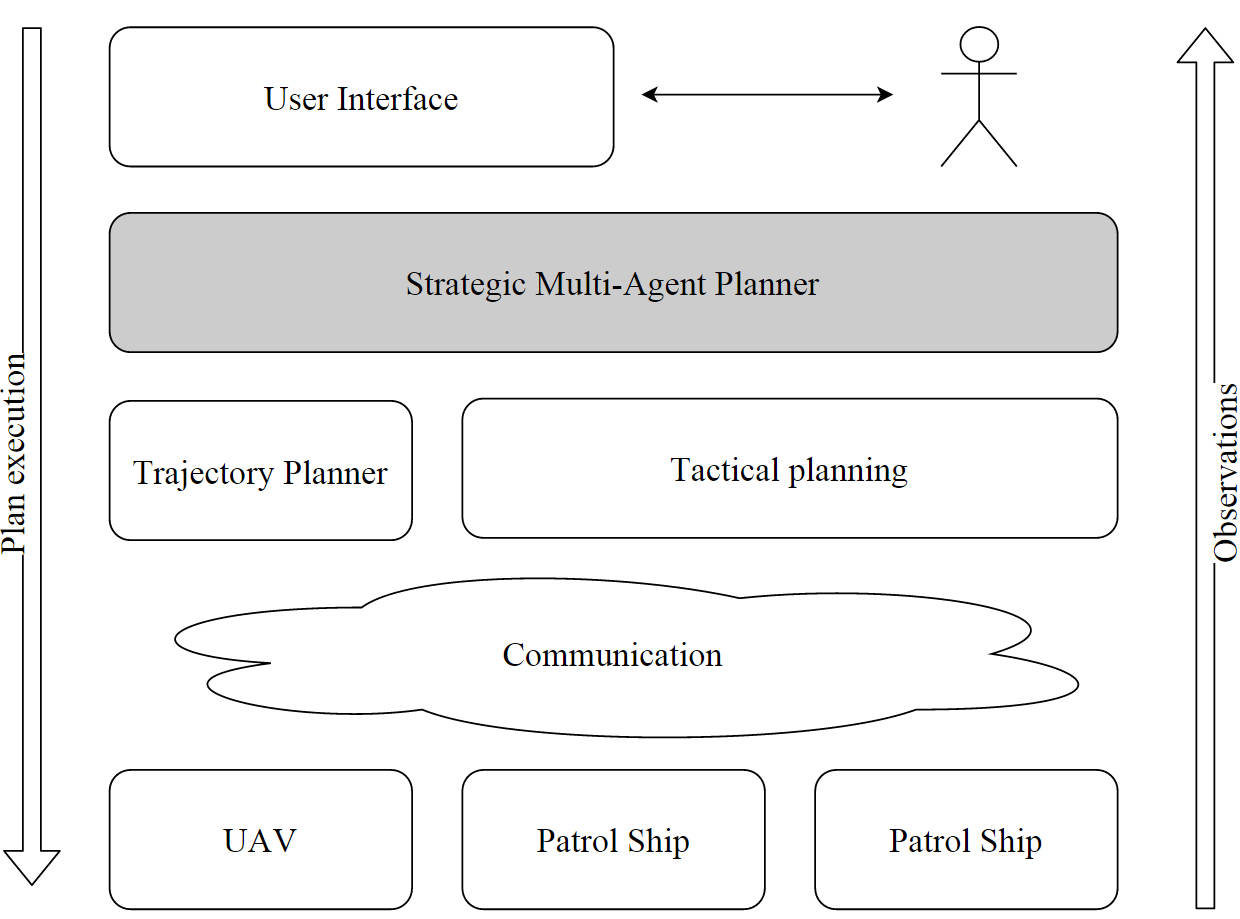 User Interface
Strategic Multi-Agent Planner
Plan execution
Observations
Trajectory Planner
Tactical planning
Communication
UAV
Patrol Ship
Patrol Ship